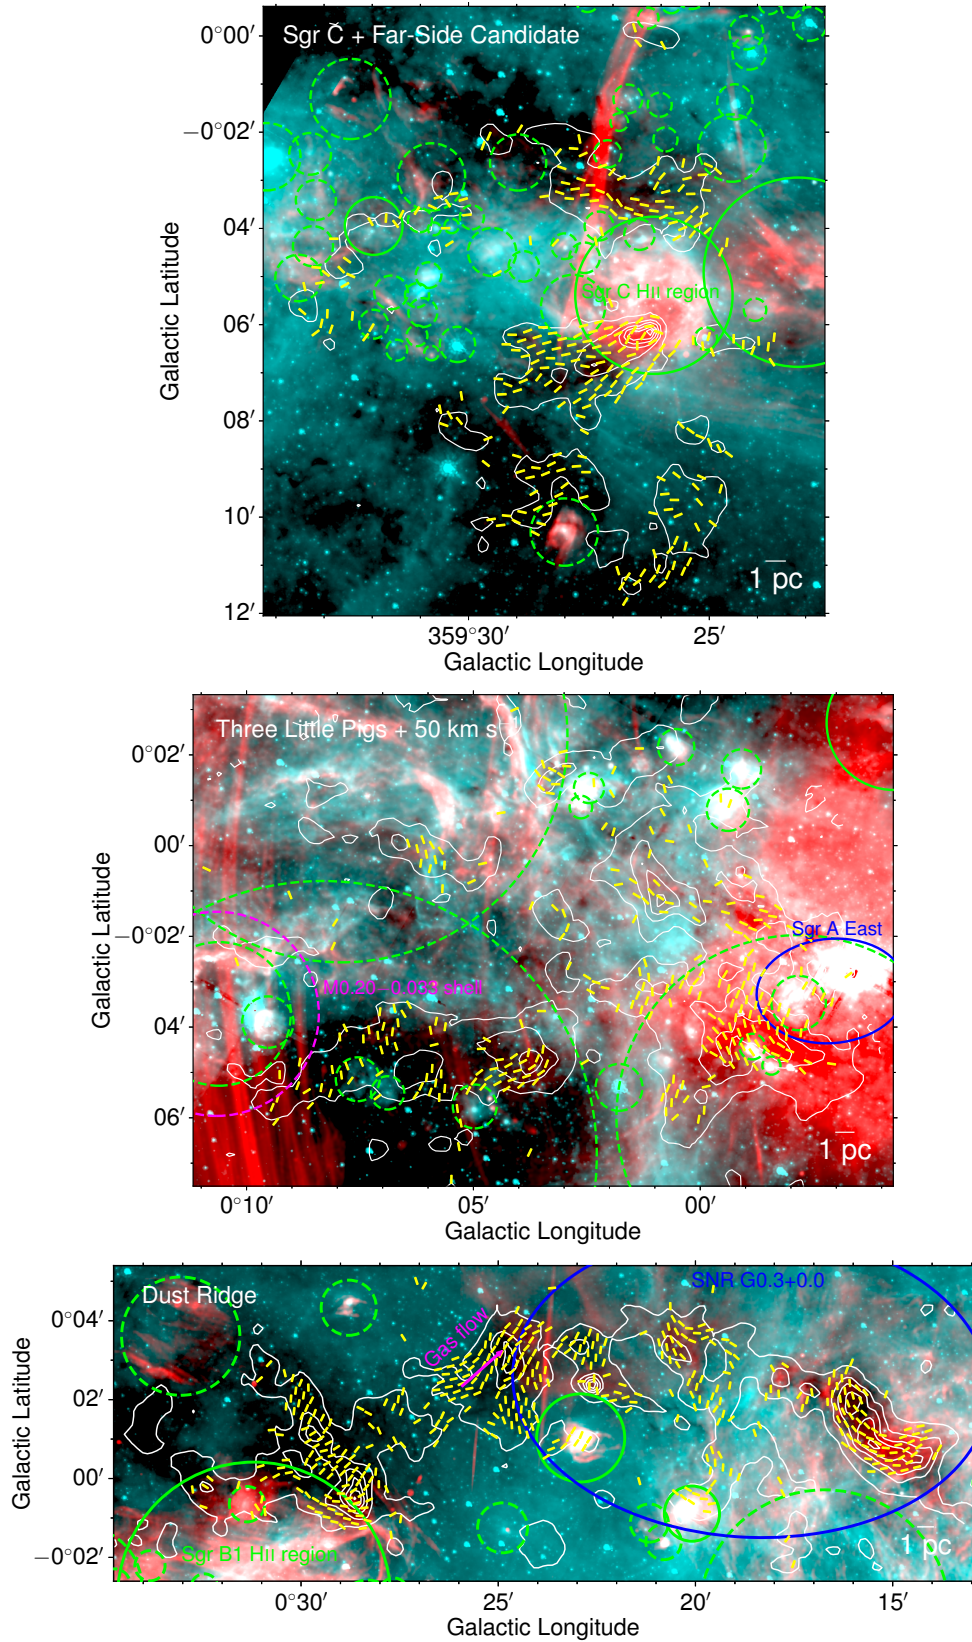 Sgr C + Far-Side Candidate
0°00′
−0°02′
04′
06′
08′
10′
12′
Galactic Latitude
Sgr C HII region
1 pc
359°30′
25′
Galactic Longitude
Three Little Pigs + 50 km s
0°02′
00′
−0°02′
04′
06′
Galactic Latitude
Sgr A East
M0.20−0.033 shell
1 pc
0°10′
05′
00′
Galactic Longitude
Dust Ridge
SNR G0.3+0.0
Gas flow
0°04′
02′
00′
−0°02′
Galactic Latitude
Sgr B1 HII region
1 pc
0°30′
25′
20′
15′
Galactic Longitude